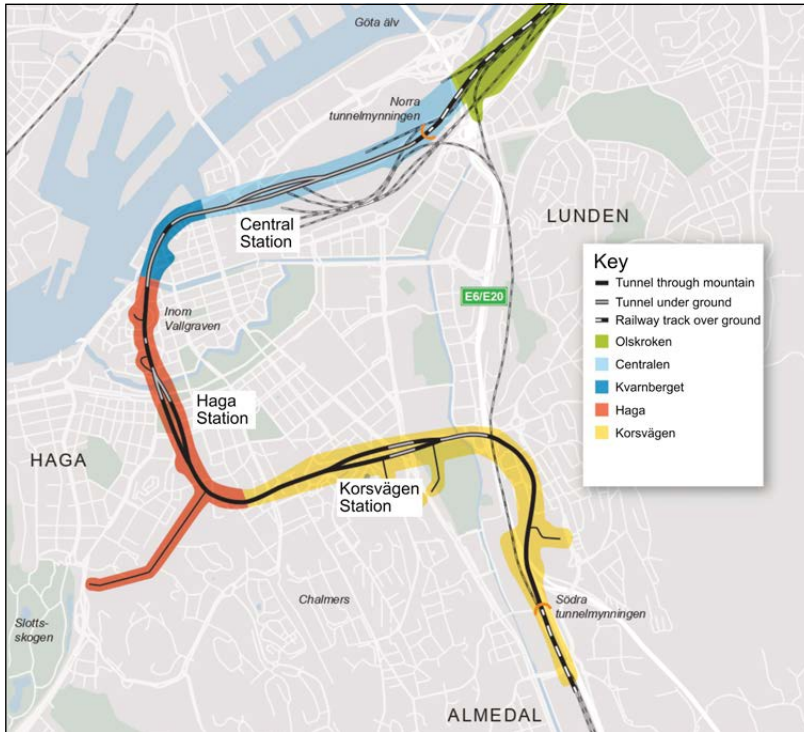 Göta älv
Norra
tunnelmynningen
LUNDEN
Central
Station
Key
Tunnel through mountain
Tunnel under ground
Railway track over ground
Olskroken
Centralen
Kvarnberget
Haga
Korsvägen
E6/E20
Inom
Vallgraven
Haga
Station
HAGA
Korsvägen
Station
Chalmers
Södra
tunnelmynningen
Slotts-
skogen
ALMEDAL